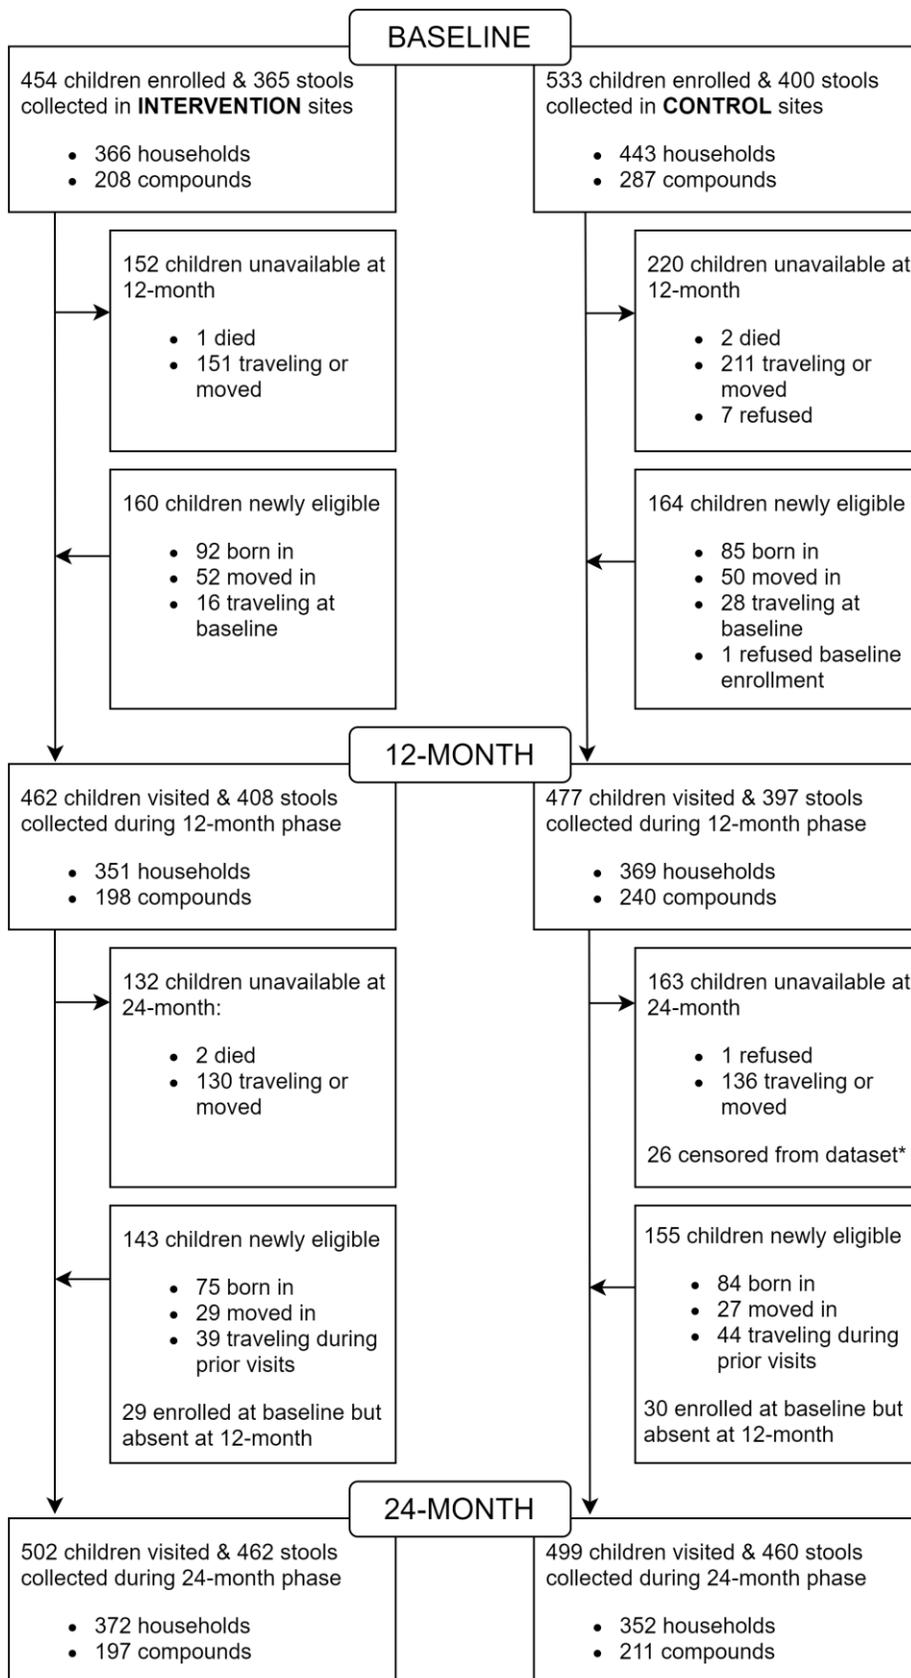 BASELINE
454 children enrolled & 365 stools
collected in INTERVENTION sites
• 366 households
• 208 compounds
533 children enrolled & 400 stools
collected in CONTROL sites
• 443 households
• 287 compounds
152 children unavailable at
12-month
• 1 died
• 151 traveling or
moved
220 children unavailable at
12-month
• 2 died
• 211 traveling or
moved
• 7 refused
160 children newly eligible
• 92 born in
• 52 moved in
• 16 traveling at
baseline
164 children newly eligible
• 85 born in
• 50 moved in
• 28 traveling at
baseline
• 1 refused baseline
enrollment
12-MONTH
462 children visited & 408 stools
collected during 12-month phase
• 351 households
• 198 compounds
477 children visited & 397 stools
collected during 12-month phase
• 369 households
• 240 compounds
132 children unavailable at
24-month:
• 2 died
• 130 traveling or
moved
163 children unavailable at
24-month
• 1 refused
• 136 traveling or
moved
26 censored from dataset*
143 children newly eligible
• 75 born in
• 29 moved in
• 39 traveling during
prior visits
29 enrolled at baseline but
absent at 12-month
155 children newly eligible
• 84 born in
• 27 moved in
• 44 traveling during
prior visits
30 enrolled at baseline but
absent at 12-month
24-MONTH
502 children visited & 462 stools
collected during 24-month phase
• 372 households
• 197 compounds
499 children visited & 460 stools
collected during 24-month phase
• 352 households
• 211 compounds